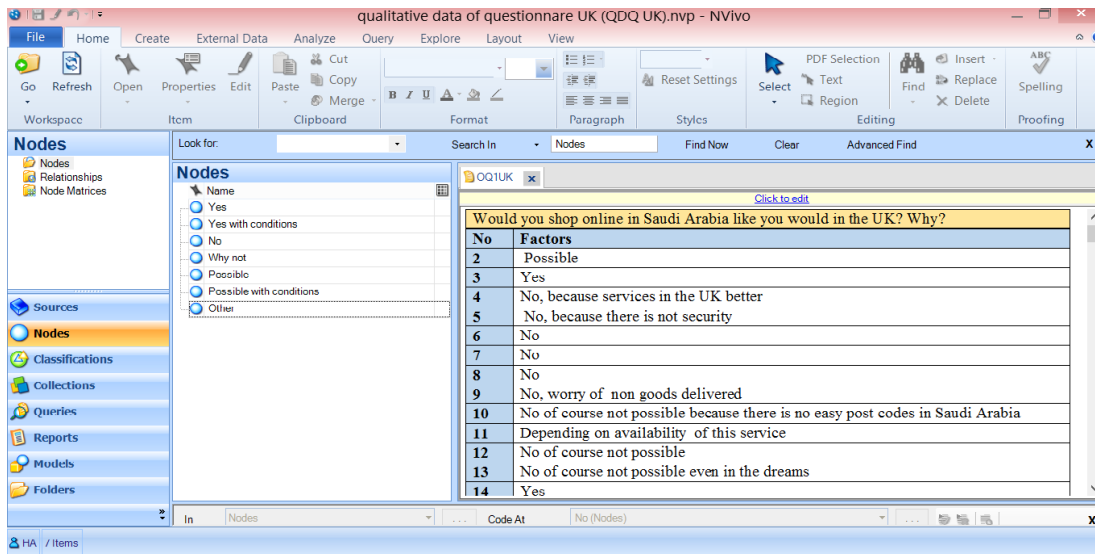 qualitative data of questionnare UK (QDQ UK).nvp - NVivo
File Home Create External Data Analyze Query Explore Layout View
Go Refresh Open Properties Edit Paste Cut Copy Merge
B I U
Reset Settings
Select PDF Selection Text Region Find Insert Replace Delete
ABC Spelling
Workspace Item Clipboard Format Paragraph Styles Editing Proofing
Look for: Search In Nodes Find Now Clear Advanced Find X
Nodes
Nodes
Relationships
Node Matrices
Sources
Nodes
Classifications
Collections
Queries
Reports
Models
Folders
Nodes
Name
Yes
Yes with conditions
No
Why not
Possible
Possible with conditions
Other
OQ1UK x
Click to edit
Would you shop online in Saudi Arabia like you would in the UK? Why?
No Factors
2 Possible
3 Yes
4 No, because services in the UK better
5 No, because there is not security
6 No
7 No
8 No
9 No, worry of non goods delivered
10 No of course not possible because there is no easy post codes in Saudi Arabia
11 Depending on availability of this service
12 No of course not possible
13 No of course not possible even in the dreams
14 Yes
In Nodes ... Code At No (Nodes) ... x
HA 7 Items